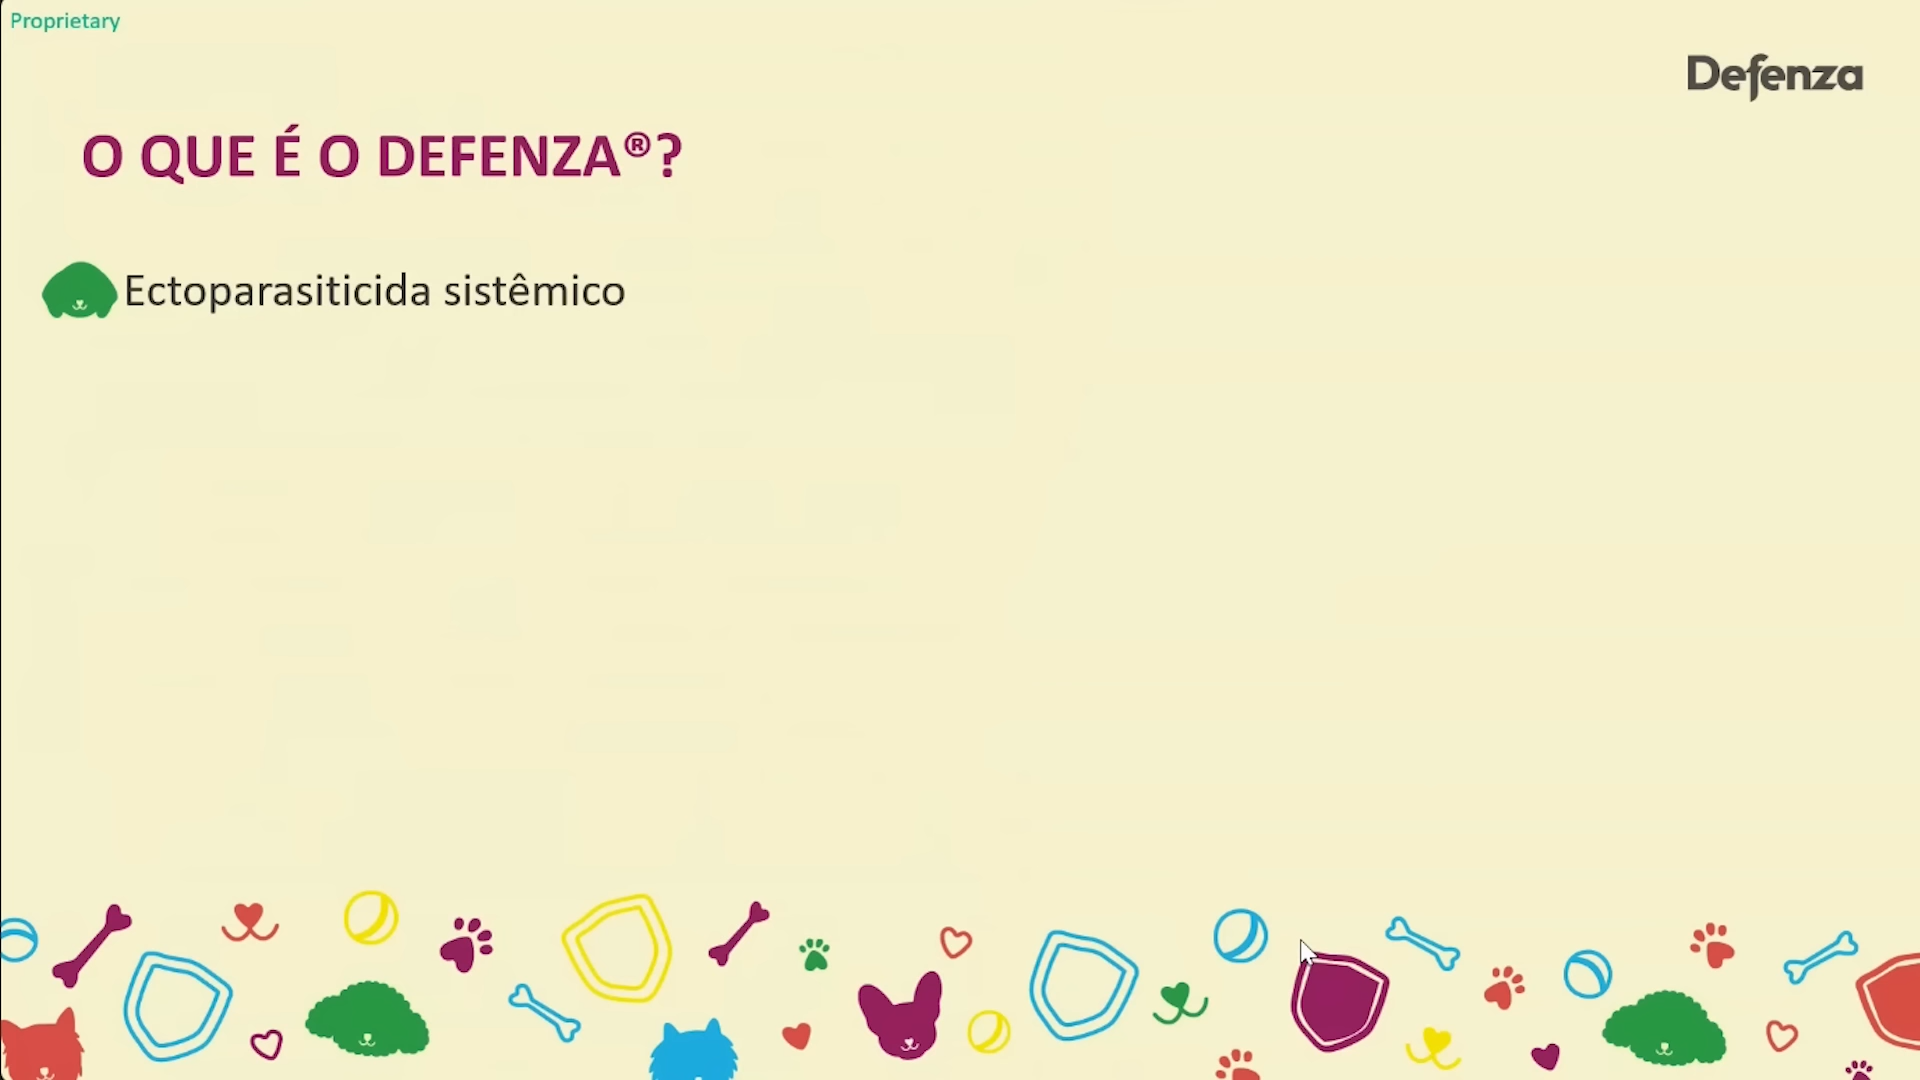 Proprietary
Defenza
O QUE É O DEFENZA®?
Ectoparasiticida sistêmico